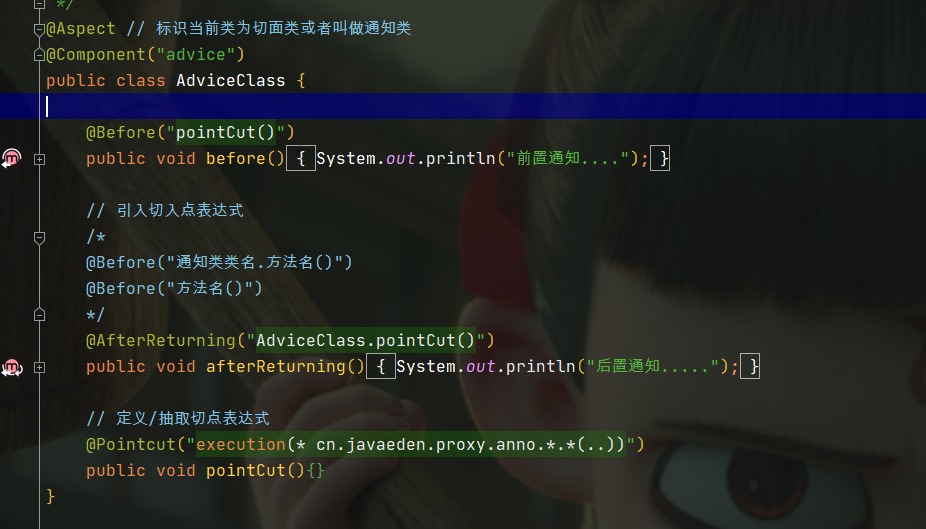 */
@Aspect // 标识当前类为切面类或者叫做通知类
@Component("advice")
public class AdviceClass {
@Before("pointCut()")
public void before() { System.out.println("前置通知...."); }
// 引入切入点表达式
/*
@Before("通知类类名.方法名()")
@Before("方法名()")
*/
@AfterReturning("AdviceClass.pointCut()")
public void afterReturning() { System.out.println("后置通知....."); }
// 定义/抽取切点表达式
@Pointcut("execution(* cn.javaeden.proxy.anno.*.*(..))")
public void pointCut(){}
}